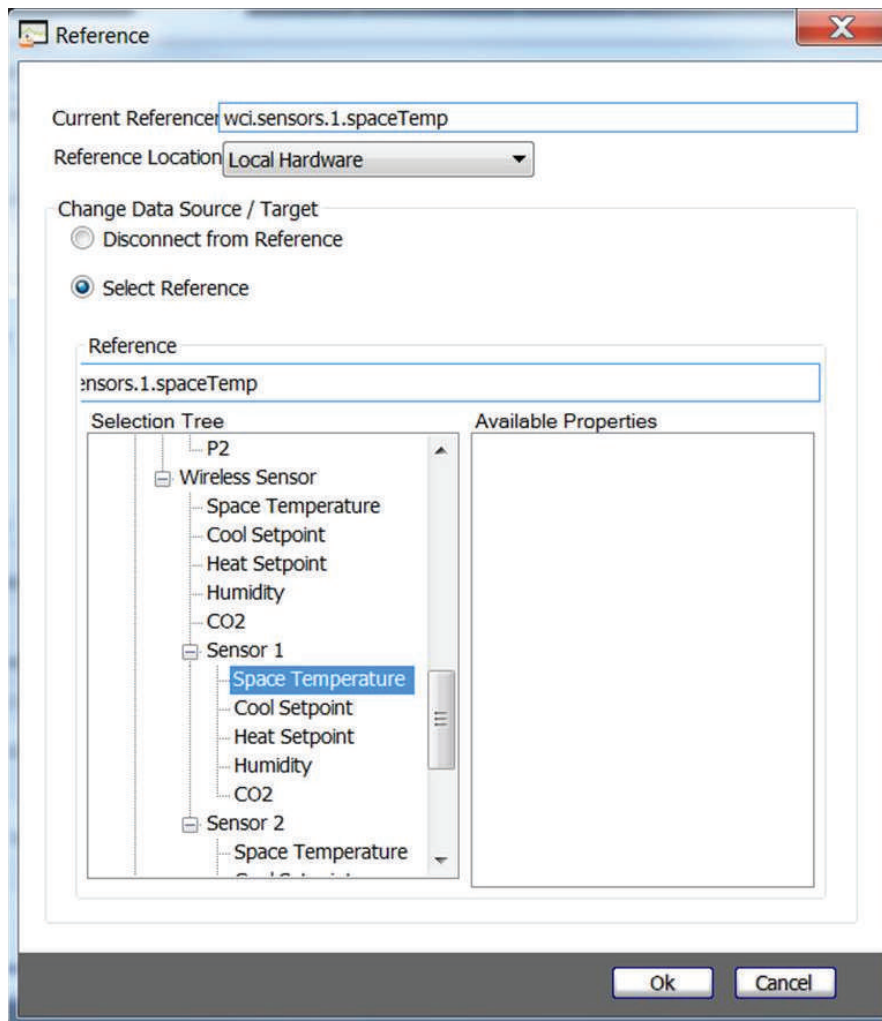 Reference
Current Reference wci.sensors.1.spaceTemp
Reference Location Local Hardware
Change Data Source / Target
Disconnect from Reference
Select Reference
Reference
ensors.1.spaceTemp
Selection Tree Available Properties
P2
Wireless Sensor
Space Temperature
Cool Setpoint
Heat Setpoint
Humidity
CO2
Sensor 1
Space Temperature
Cool Setpoint
Heat Setpoint
Humidity
CO2
Sensor 2
Space Temperature
Ok Cancel